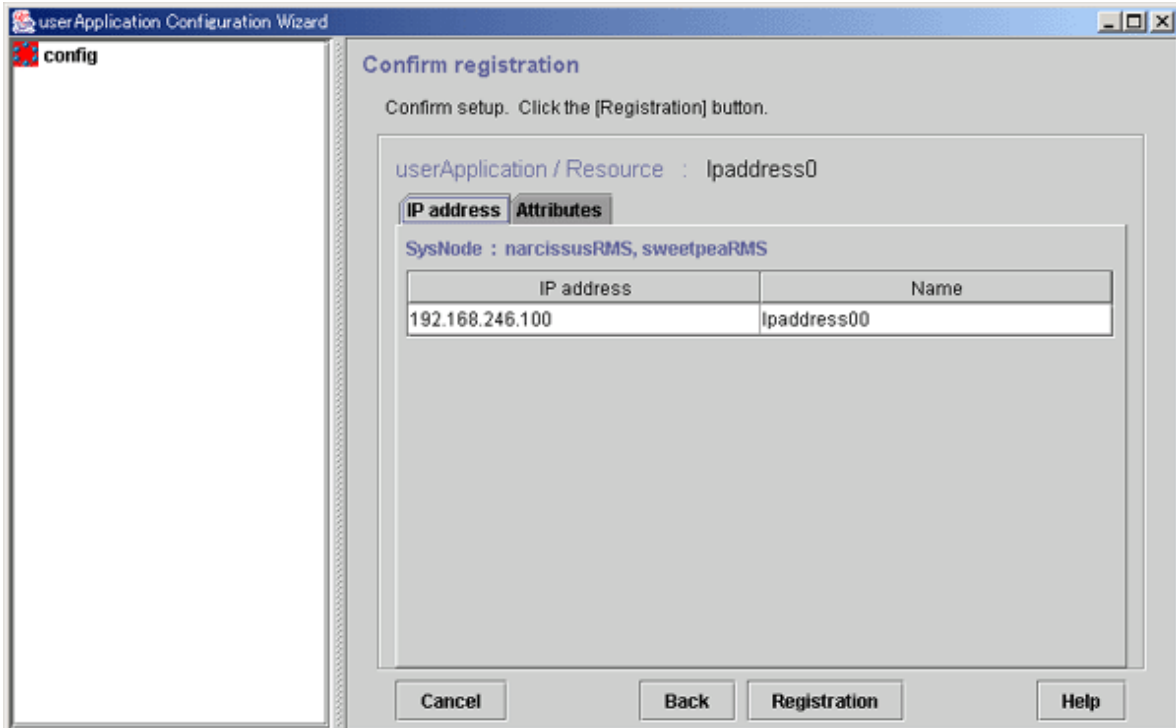 userApplication Configuration Wizard
config
Confirm registration
Confirm setup. Click the [Registration] button.
userApplication / Resource : Ipaddress0
IP address Attributes
SysNode : narcissusRMS, sweetpeaRMS
IP address Name
192.168.246.100 Ipaddress00
Cancel Back Registration Help